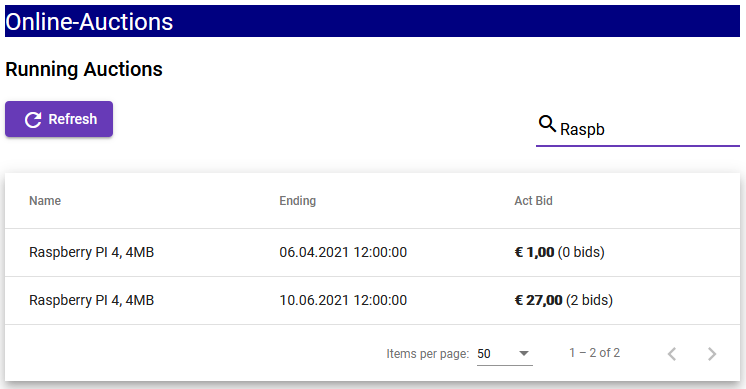 Online-Auctions
Running Auctions
Refresh
Raspb
Name Ending Act Bid
Raspberry PI 4, 4MB 06.04.2021 12:00:00 € 1,00 (0 bids)
Raspberry PI 4, 4MB 10.06.2021 12:00:00 € 27,00 (2 bids)
Items per page: 50 1 – 2 of 2